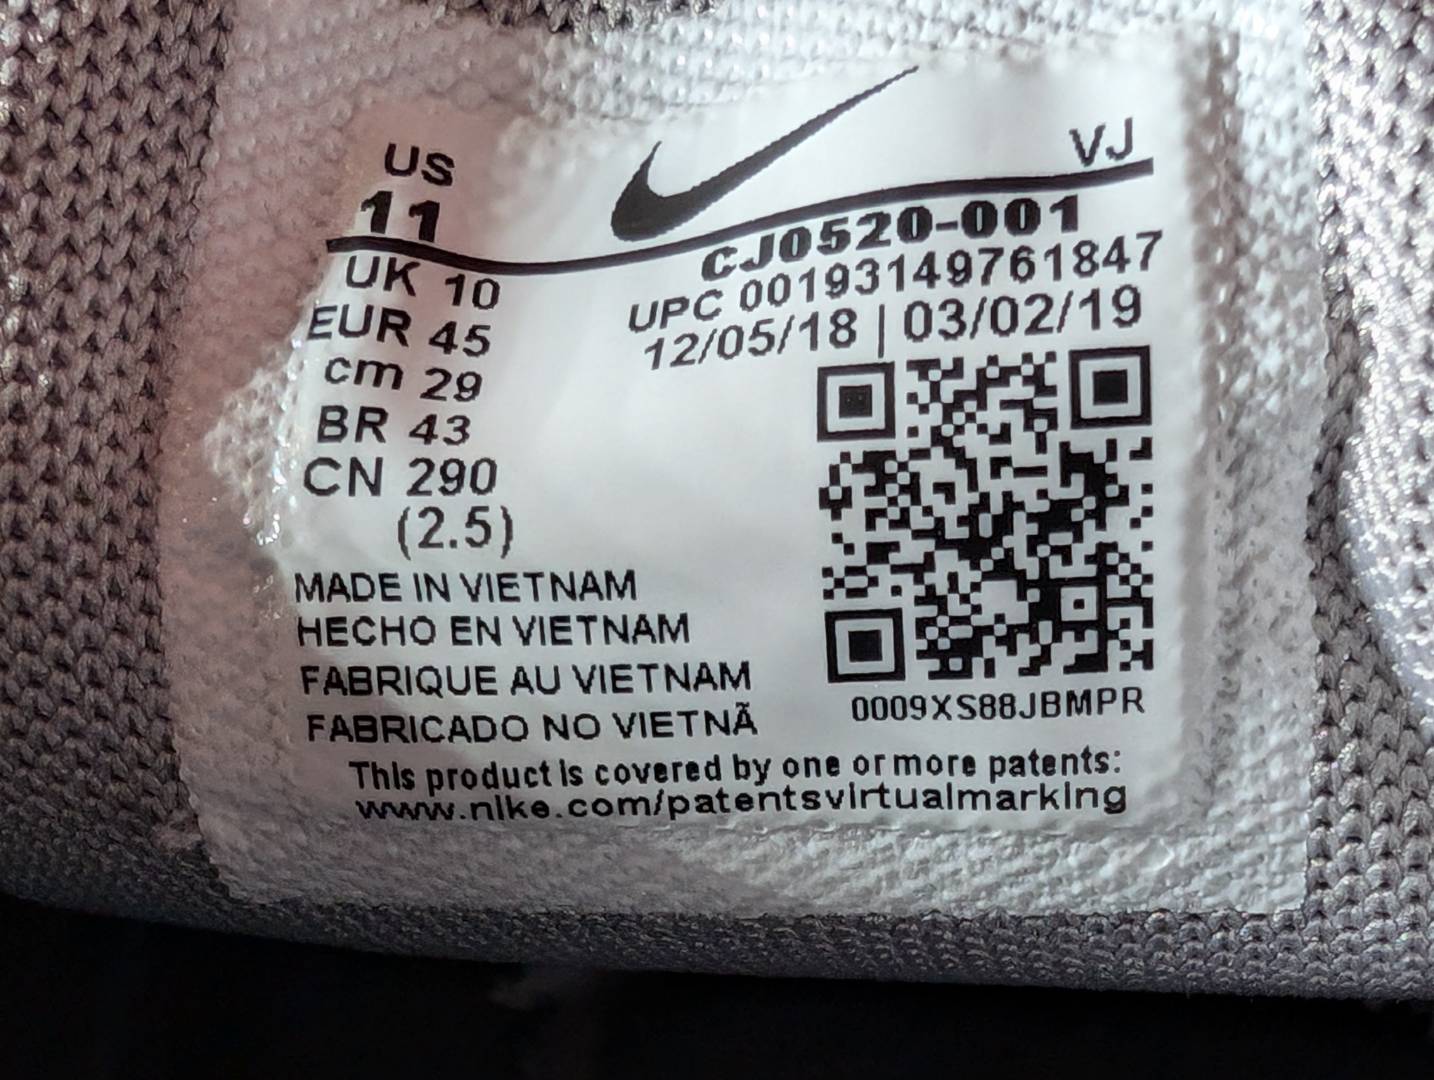 US
11
UK 10
EUR 45
cm 29
BR 43
CN 290
(2.5)
VJ
CJ0520-001
UPC 00193149761847
12/05/18 | 03/02/19
0009XS88JBMPR
MADE IN VIETNAM
HECHO EN VIETNAM
FABRIQUE AU VIETNAM
FABRICADO NO VIETNÃ
This product is covered by one or more patents:
www.nike.com/patentsvirtualmarking